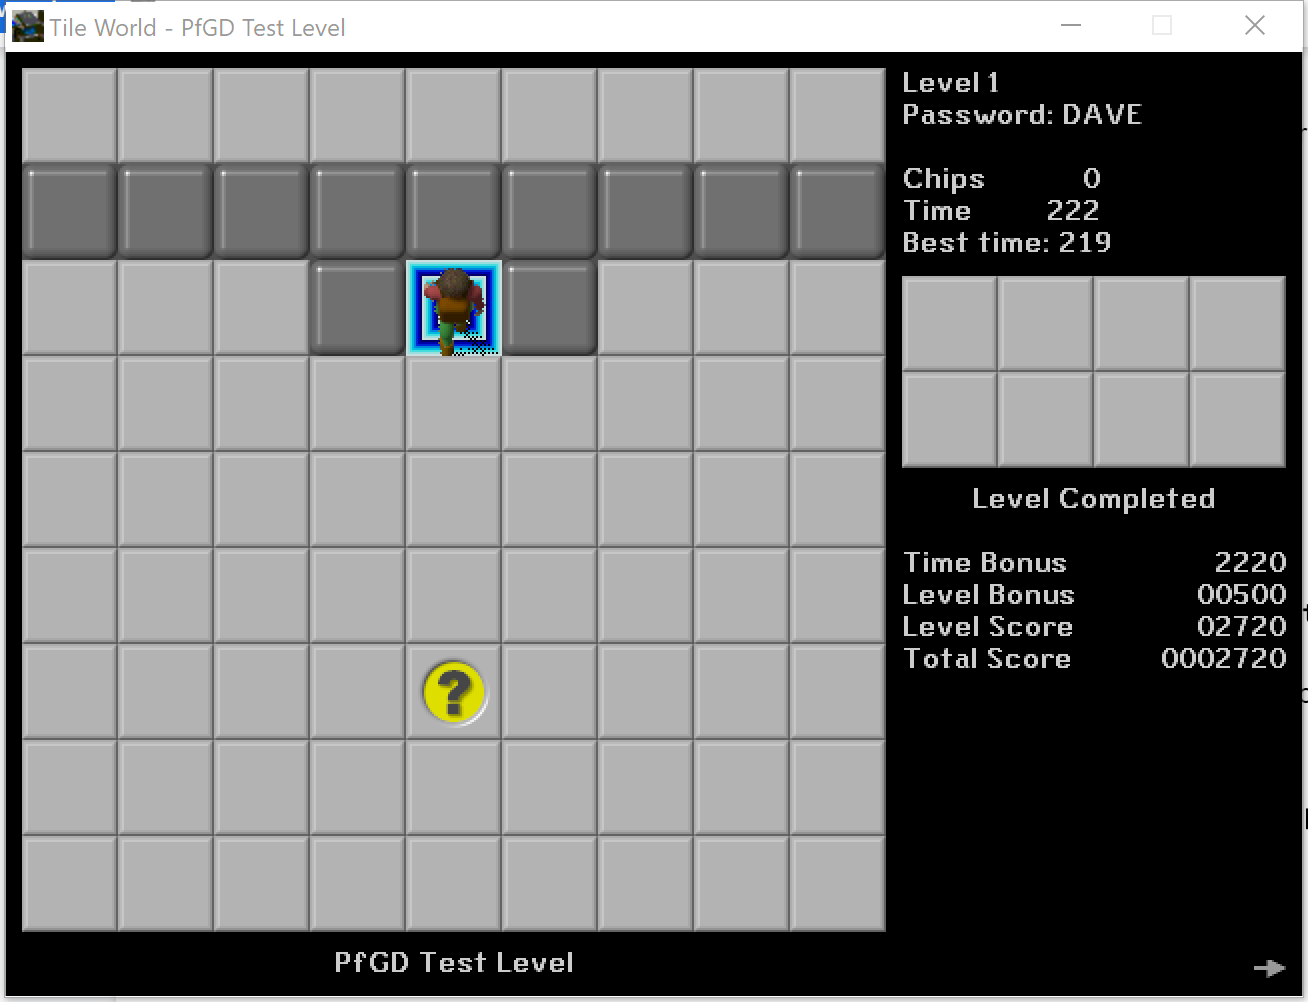 Tile World - PfGD Test Level
Level 1
Password: DAVE
Chips 0
Time 222
Best time: 219
Level Completed
Time Bonus 2220
Level Bonus 00500
Level Score 02720
Total Score 0002720
?
PfGD Test Level